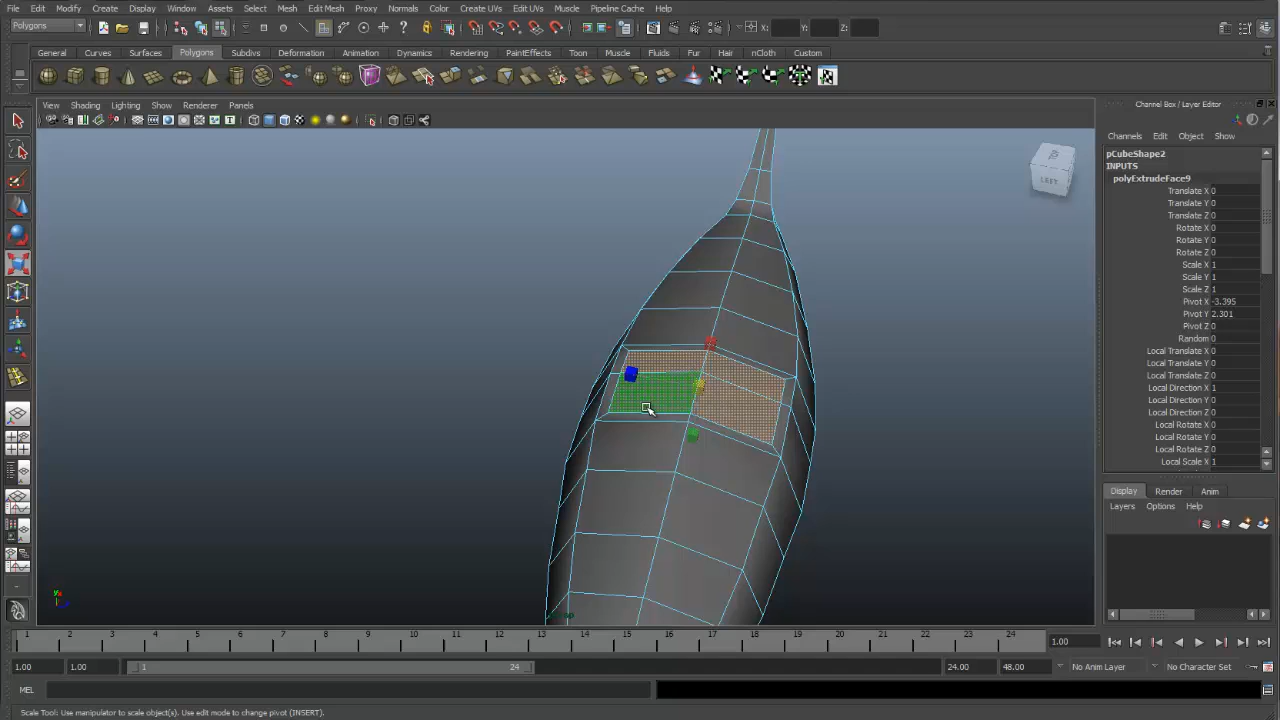 File Edit Modify Create Display Window Assets Select Mesh Edit Mesh Proxy Normals Color Create UVs Edit UVs Muscle Pipeline Cache Help
Polygons X: Y: Z:
General Curves Surfaces Polygons Subdivs Deformation Animation Dynamics Rendering PaintEffects Toon Muscle Fluids Fur Hair nCloth Custom
View Shading Lighting Show Renderer Panels
Channel Box / Layer Editor
Channels Edit Object Show
pCubeShape2
INPUTS
polyExtrudeFace9
Translate X 0
Translate Y 0
Translate Z 0
Rotate X 0
Rotate Y 0
Rotate Z 0
Scale X 1
Scale Y 1
Scale Z 1
Pivot X -3.395
Pivot Y 2.301
Pivot Z 0
Random 0
Local Translate X 0
Local Translate Y 0
Local Translate Z 0
Local Direction X 1
Local Direction Y 0
Local Direction Z 0
Local Rotate X 0
Local Rotate Y 0
Local Rotate Z 0
Local Scale X 1
LEFT
Display Render Anim
Layers Options Help
1 2 3 4 5 6 7 8 9 10 11 12 13 14 15 16 17 18 19 20 21 22 23 24 1.00
1.00 1.00 1 24 24.00 48.00 No Anim Layer No Character Set
MEL
Scale Tool: Use manipulator to scale object(s). Use edit mode to change pivot (INSERT).